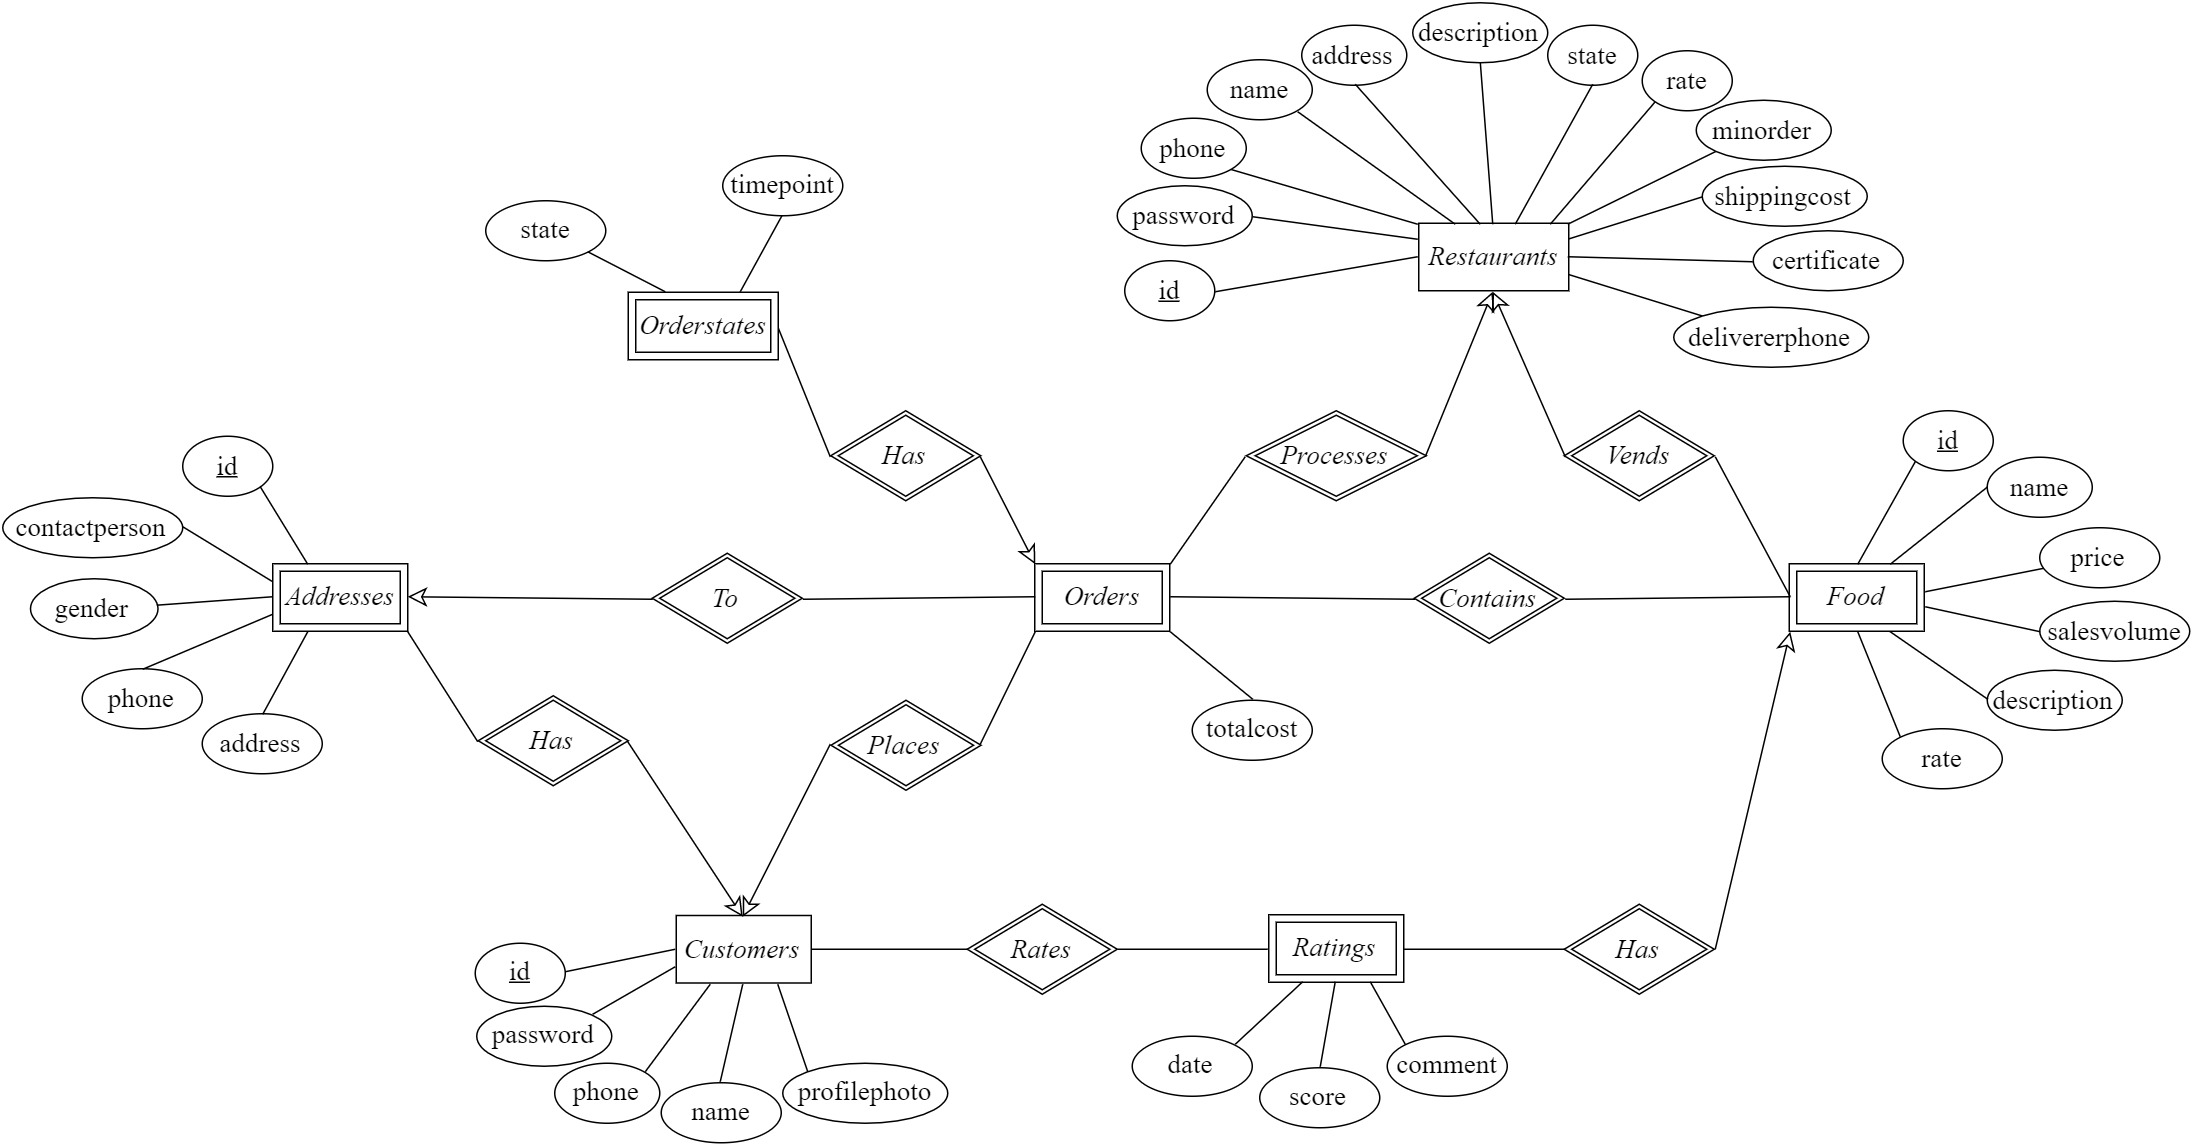 description
address
state
rate
name
minorder
phone
timepoint
shippingcost
password
state
Restaurants
certificate
id
Orderstates
delivererphone
id
Has
Processes
Vends
id
name
contactperson
price
Addresses
To
Orders
Contains
Food
gender
salesvolume
phone
description
totalcost
address
Has
Places
rate
Customers
Rates
Ratings
Has
id
password
date
comment
phone
profilephoto
score
name